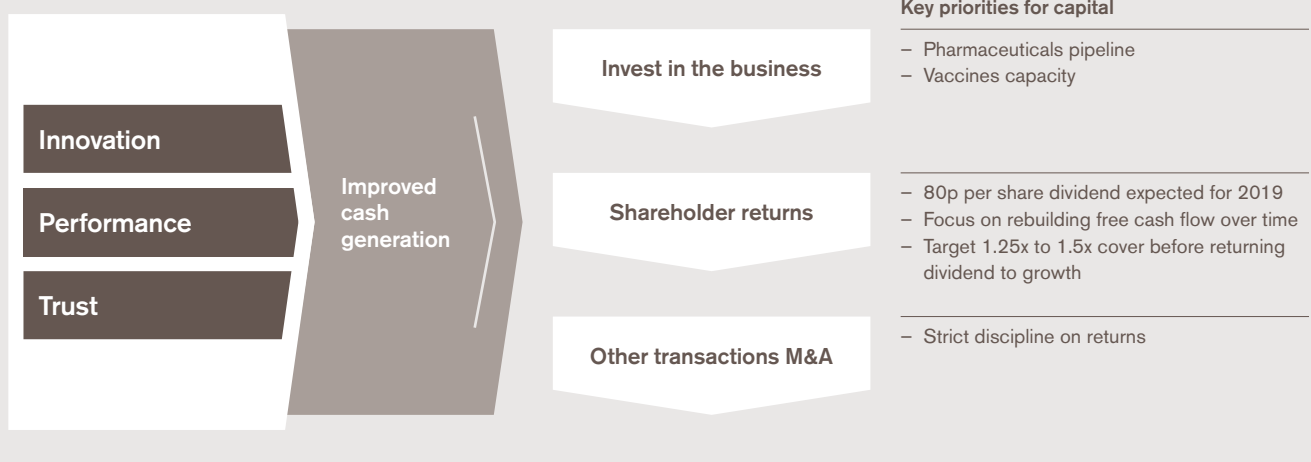 Innovation
Performance
Trust
Improved
cash
generation
Invest in the business
Shareholder returns
Other transactions M&A
Key priorities for capital
– Pharmaceuticals pipeline
– Vaccines capacity
– 80p per share dividend expected for 2019
– Focus on rebuilding free cash flow over time
– Target 1.25x to 1.5x cover before returning
dividend to growth
– Strict discipline on returns